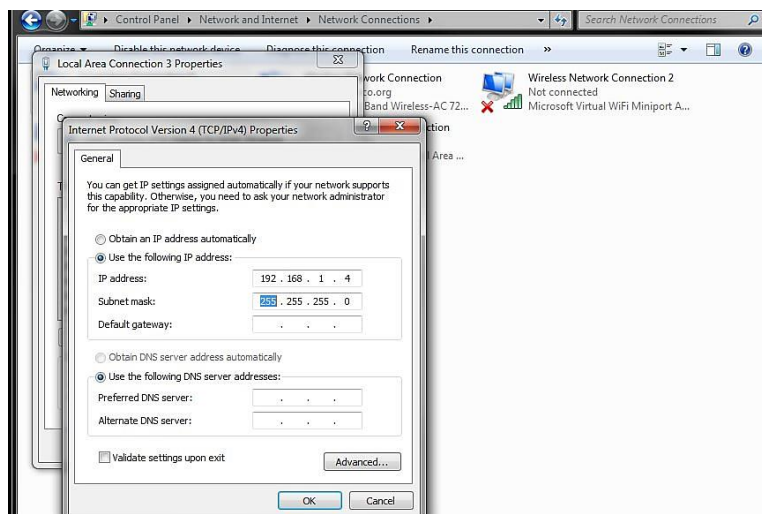 Control Panel ▸ Network and Internet ▸ Network Connections ▸
Search Network Connections
Organize Disable this network device Diagnose this connection Rename this connection »
Local Area Connection 3 Properties
Networking Sharing
work Connection
co.org
Band Wireless-AC 72...
Wireless Network Connection 2
Not connected
Microsoft Virtual WiFi Miniport A...
ction
l Area ...
Internet Protocol Version 4 (TCP/IPv4) Properties
General
You can get IP settings assigned automatically if your network supports
this capability. Otherwise, you need to ask your network administrator
for the appropriate IP settings.
Obtain an IP address automatically
Use the following IP address:
IP address: 192 . 168 . 1 . 4
Subnet mask: 255 . 255 . 255 . 0
Default gateway: . . .
Obtain DNS server address automatically
Use the following DNS server addresses:
Preferred DNS server: . . .
Alternate DNS server: . . .
Validate settings upon exit
Advanced...
OK Cancel